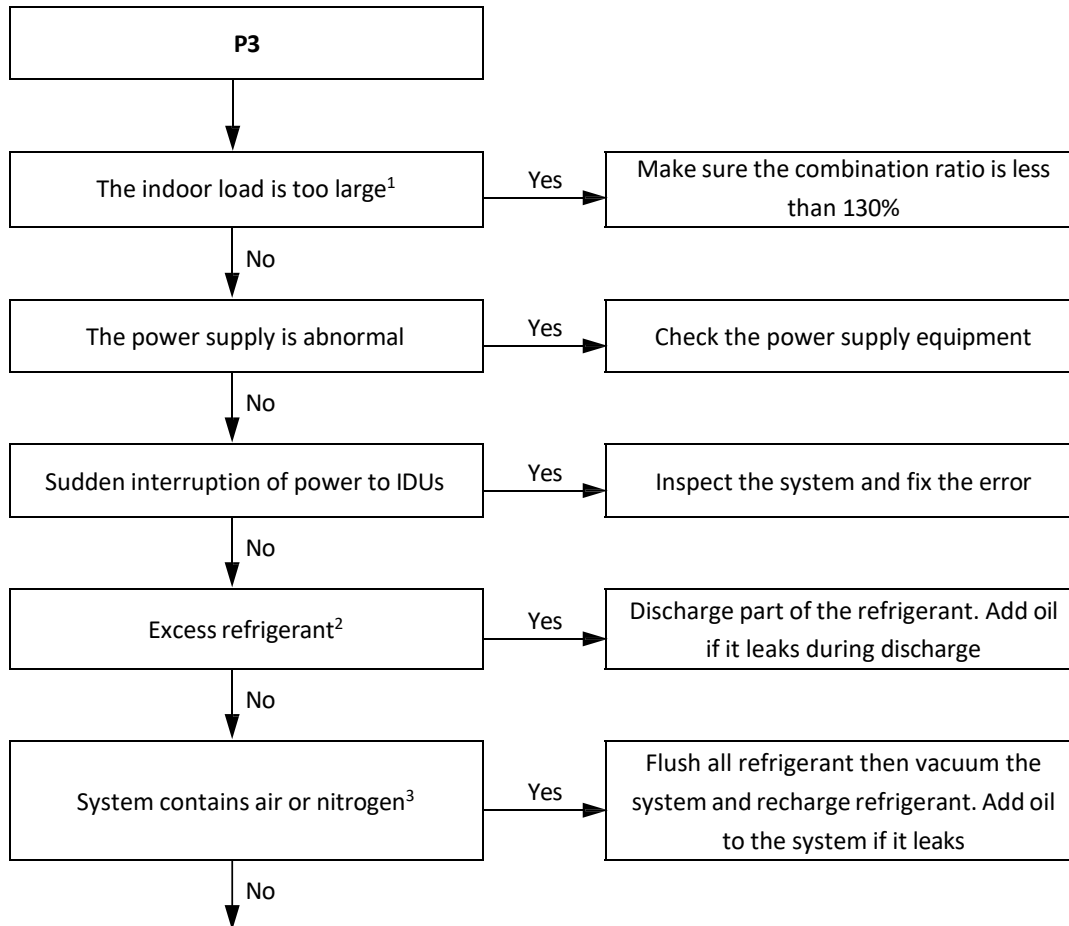 P3
The indoor load is too large¹
Yes
Make sure the combination ratio is less
than 130%
No
The power supply is abnormal
Yes
Check the power supply equipment
No
Sudden interruption of power to IDUs
Yes
Inspect the system and fix the error
No
Excess refrigerant²
Yes
Discharge part of the refrigerant. Add oil
if it leaks during discharge
No
System contains air or nitrogen³
Yes
Flush all refrigerant then vacuum the
system and recharge refrigerant. Add oil
to the system if it leaks
No